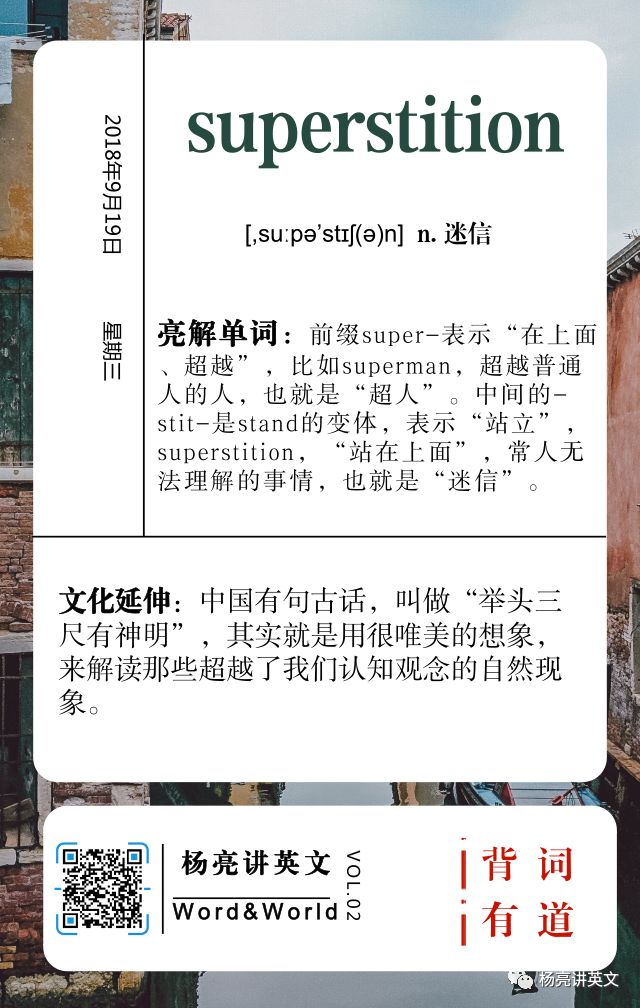 superstition
2018年9月19日
星期三
[,suːpə'stɪʃ(ə)n] n. 迷信
亮解单词：前缀super-表示“在上面
、超越”，比如superman，超越普通
人的人，也就是“超人”。中间的-
stit-是stand的变体，表示“站立”，
superstition，“站在上面”，常人无
法理解的事情，也就是“迷信”。
文化延伸：中国有句古话，叫做“举头三
尺有神明”，其实就是用很唯美的想象，
来解读那些超越了我们认知观念的自然现
象。
杨亮讲英文
Word&World
VOL.02
背词
有道
杨亮讲英文